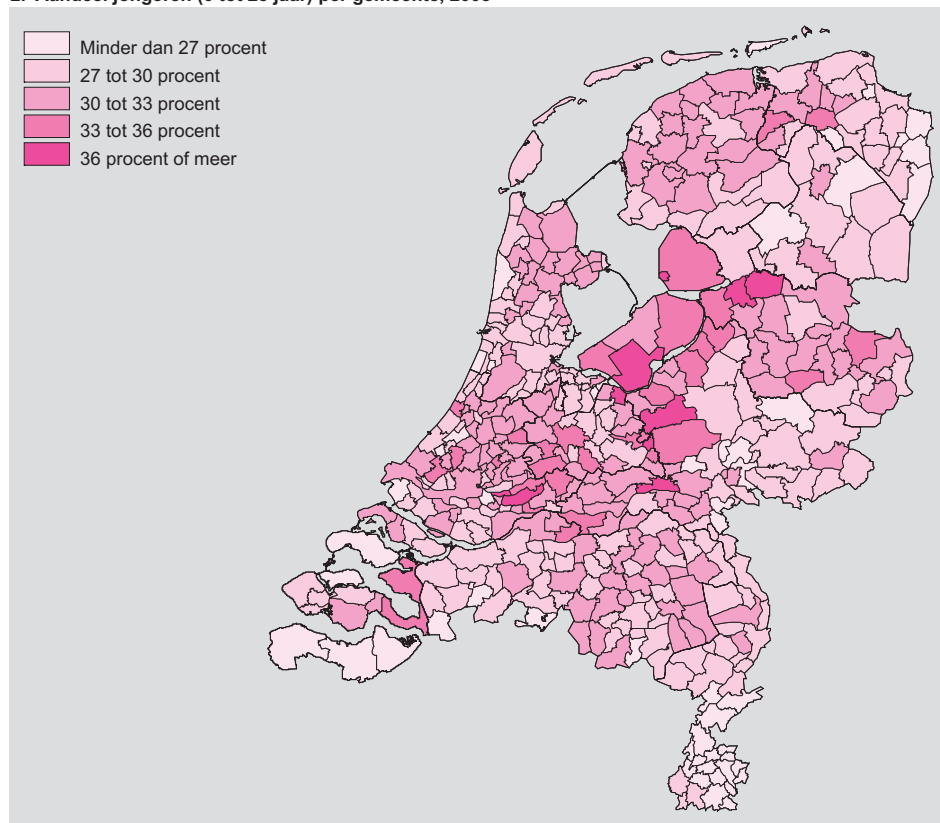 Minder dan 27 procent
27 tot 30 procent
30 tot 33 procent
33 tot 36 procent
36 procent of meer